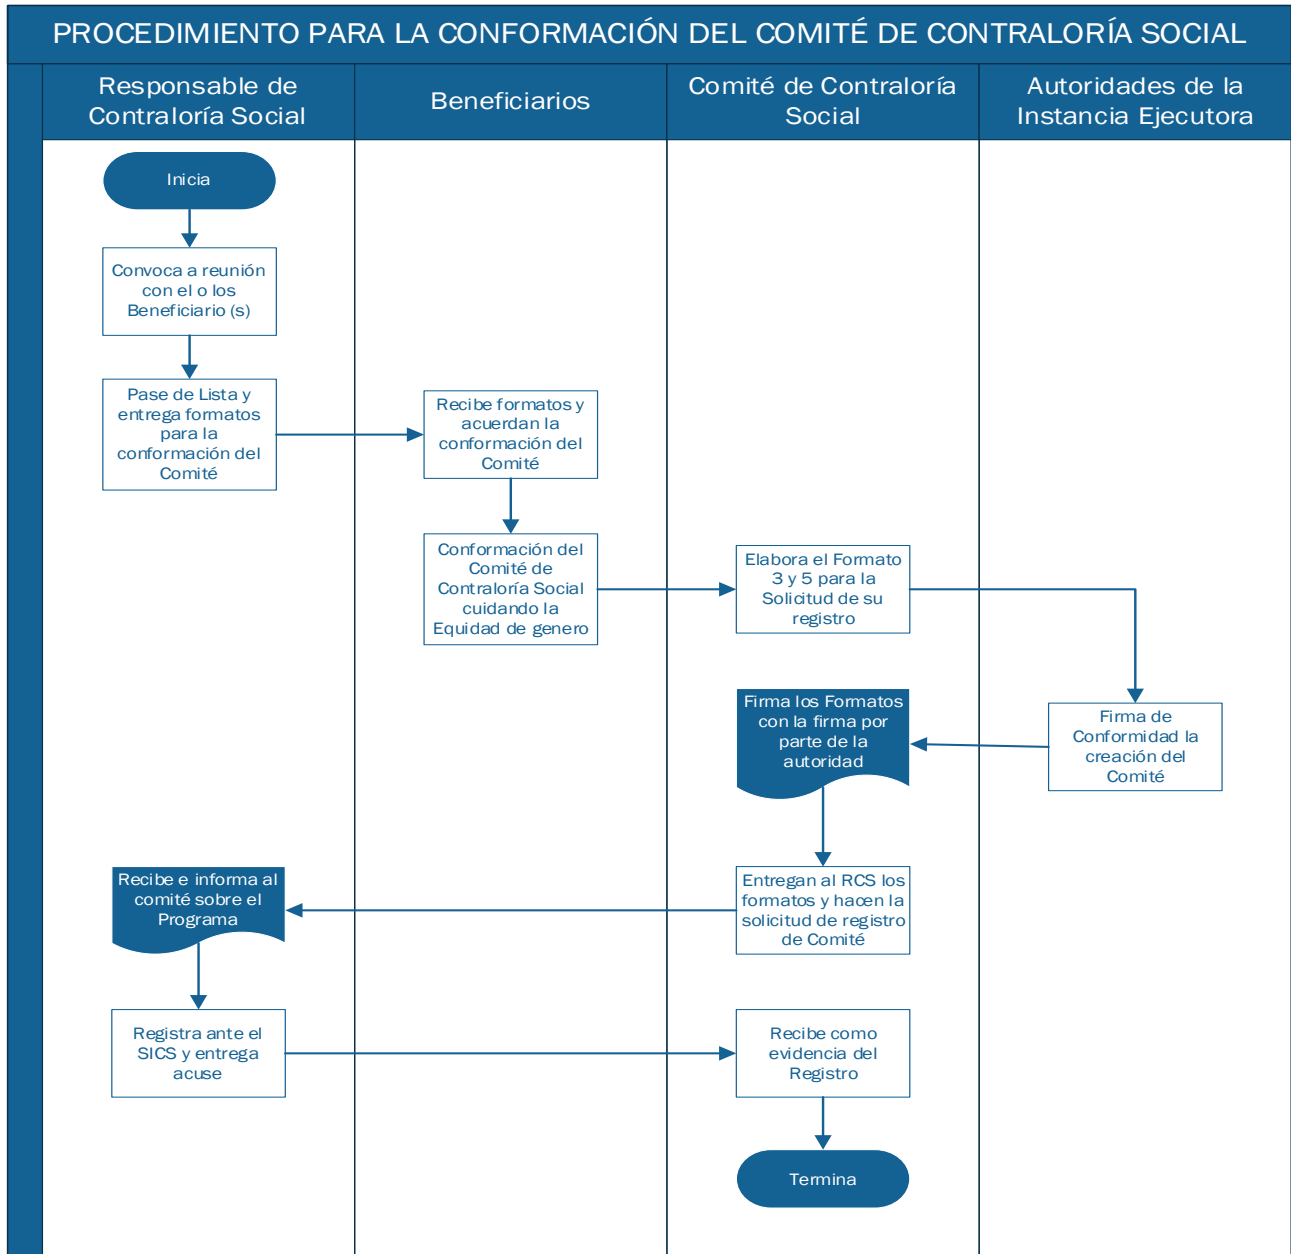 PROCEDIMIENTO PARA LA CONFORMACIÓN DEL COMITÉ DE CONTRALORÍA SOCIAL
Responsable de
Contraloría Social
Beneficiarios
Comité de Contraloría
Social
Autoridades de la
Instancia Ejecutora
Inicia
Convoca a reunión
con el o los
Beneficiario (s)
Pase de Lista y
entrega formatos
para la
conformación del
Comité
Recibe formatos y
acuerdan la
conformación del
Comité
Conformación del
Comité de
Contraloría Social
cuidando la
Equidad de genero
Elabora el Formato
3 y 5 para la
Solicitud de su
registro
Firma de
Conformidad la
creación del
Comité
Firma los Formatos
con la firma por
parte de la
autoridad
Entregan al RCS los
formatos y hacen la
solicitud de registro
de Comité
Recibe e informa al
comité sobre el
Programa
Registra ante el
SICS y entrega
acuse
Recibe como
evidencia del
Registro
Termina